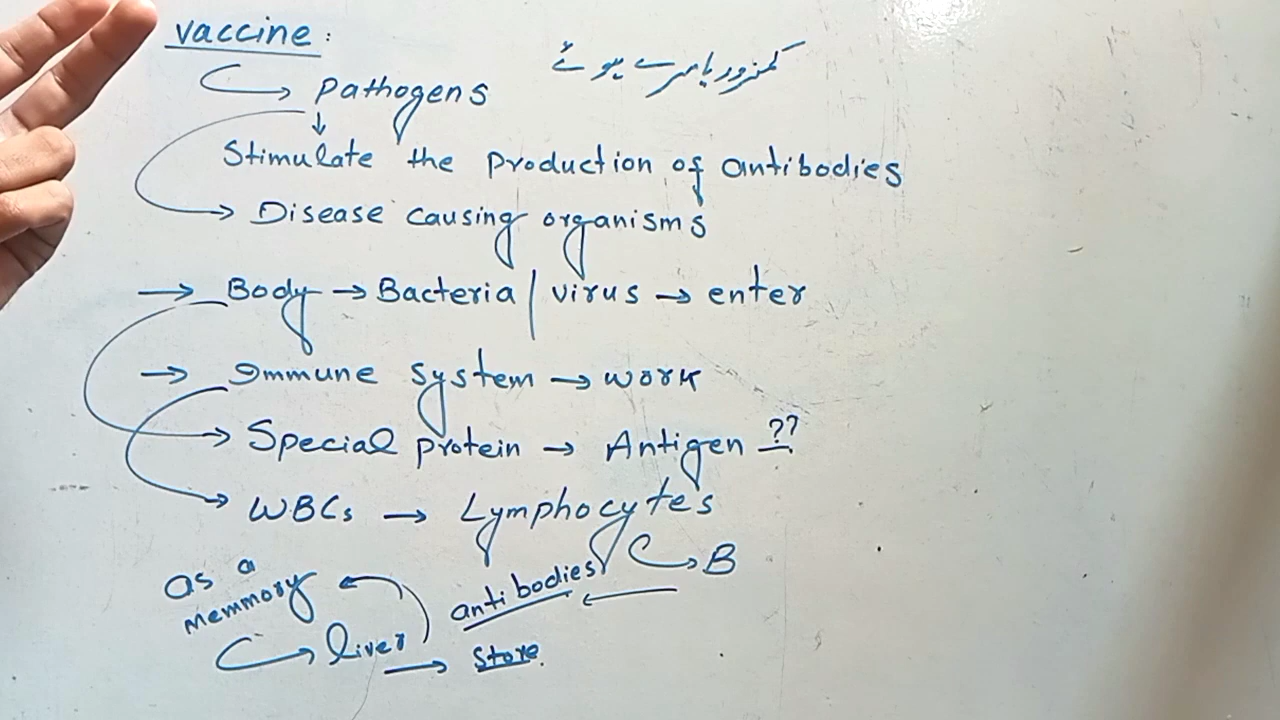 vaccine:
کمزور یا مرے ہوئے
→ pathogens
↓
Stimulate the production of antibodies
→ Disease causing organisms
→ Body → Bacteria / virus → enter
→ Immune system → work
→ Special protein → Antigen ??
→ WBCs → Lymphocytes
→ B
antibodies ←
as a ←
memmory
→ liver → store